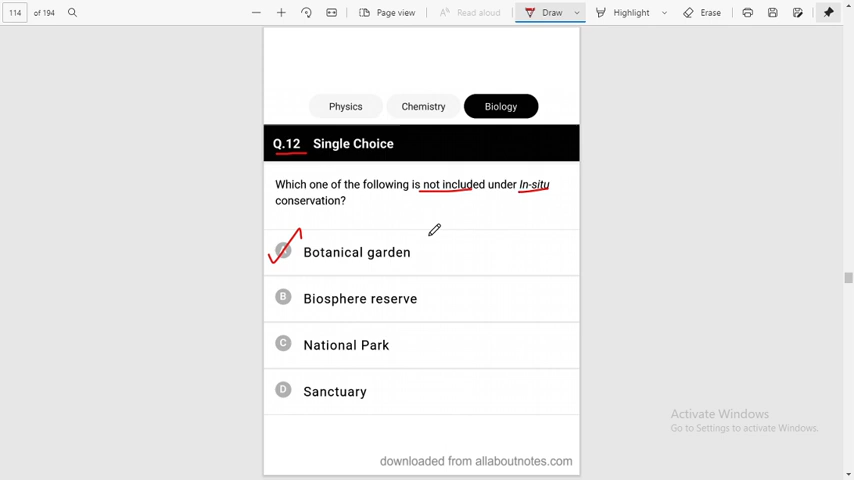 114 of 194 Page view Read aloud Draw Highlight Erase
Physics Chemistry Biology
Q.12 Single Choice
Which one of the following is not included under In-situ
conservation?
Botanical garden
B Biosphere reserve
C National Park
D Sanctuary
Activate Windows
Go to Settings to activate Windows.
downloaded from allaboutnotes.com